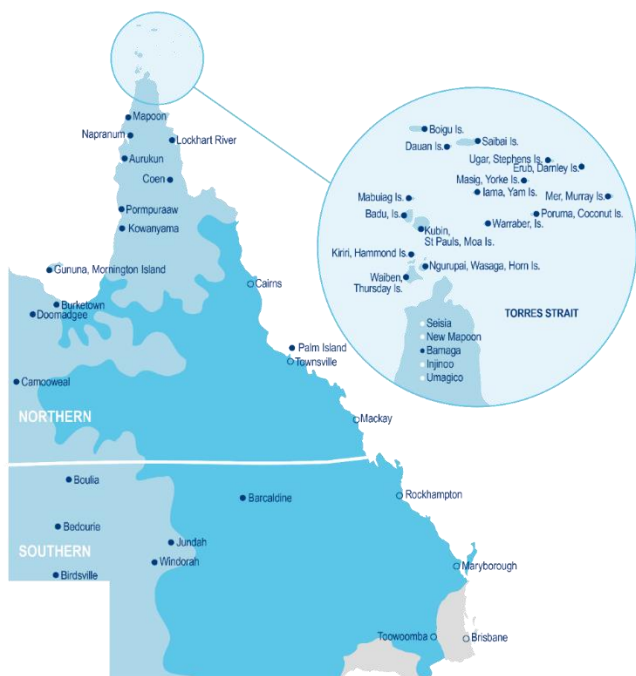 Mapoon
Napranum
Lockhart River
Aurukun
Coen
Pormpuraaw
Kowanyama
Gununa, Mornington Island
Cairns
Burketown
Doomadgee
Palm Island
Townsville
Camooweal
NORTHERN
Mackay
Boulia
Barcaldine
Rockhampton
Bedourie
SOUTHERN
Jundah
Windorah
Birdsville
Maryborough
Toowoomba
Brisbane
Boigu Is.
Saibai Is.
Dauan Is.
Ugar, Stephens Is.
Erub, Darnley Is.
Masig, Yorke Is.
Iama, Yam Is.
Mer, Murray Is.
Mabuiag Is.
Badu, Is.
Poruma, Coconut Is.
Warraber, Is.
Kubin,
St Pauls, Moa Is.
Kiriri, Hammond Is.
Ngurupai, Wasaga, Horn Is.
Waiben,
Thursday Is.
TORRES STRAIT
Seisia
New Mapoon
Bamaga
Injinoo
Umagico